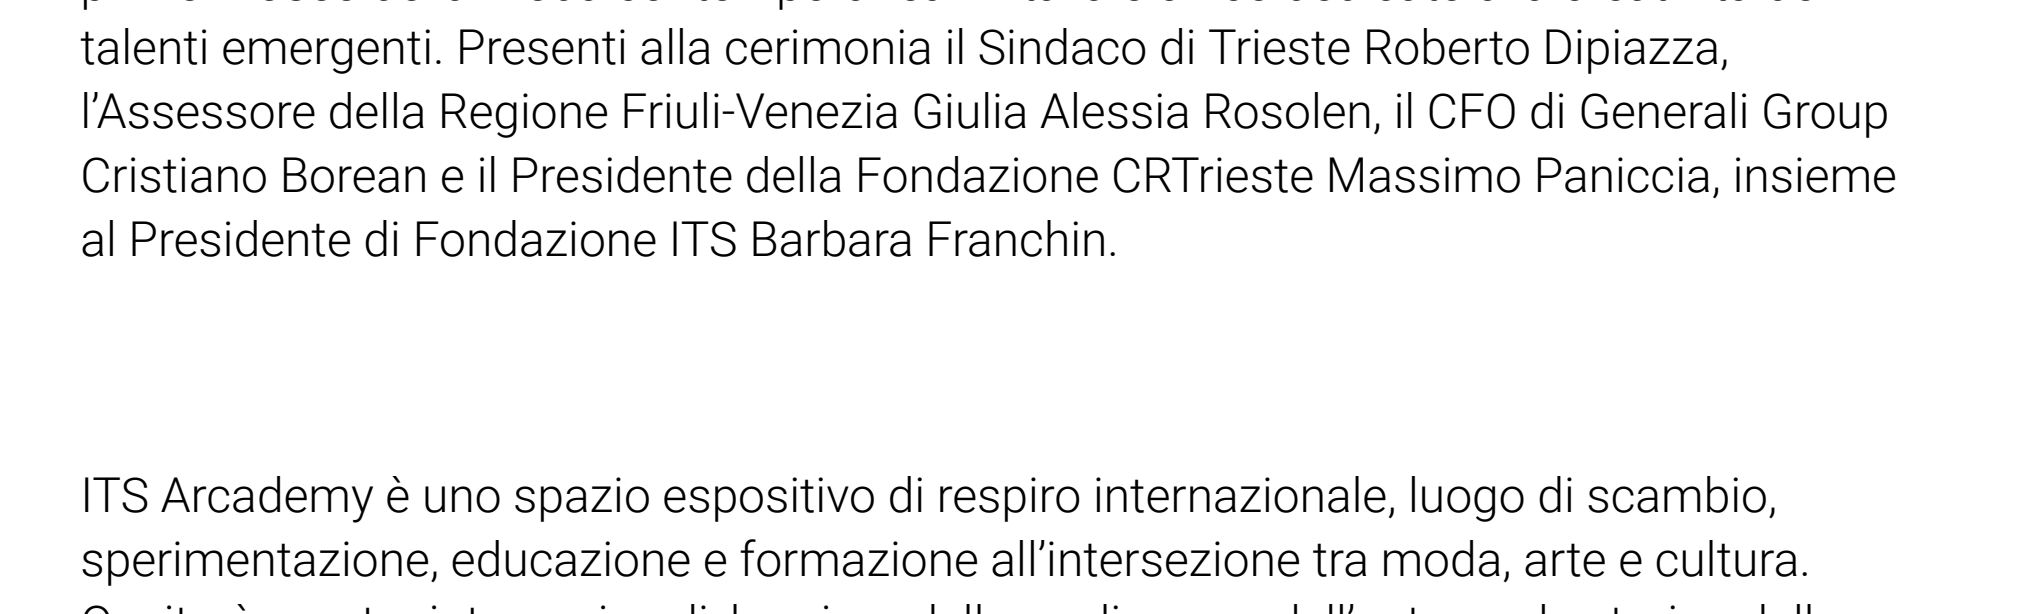 talenti emergenti. Presenti alla cerimonia il Sindaco di Trieste Roberto Dipiazza,
l’Assessore della Regione Friuli-Venezia Giulia Alessia Rosolen, il CFO di Generali Group
Cristiano Borean e il Presidente della Fondazione CRTrieste Massimo Paniccia, insieme
al Presidente di Fondazione ITS Barbara Franchin.
ITS Arcademy è uno spazio espositivo di respiro internazionale, luogo di scambio,
sperimentazione, educazione e formazione all’intersezione tra moda, arte e cultura.